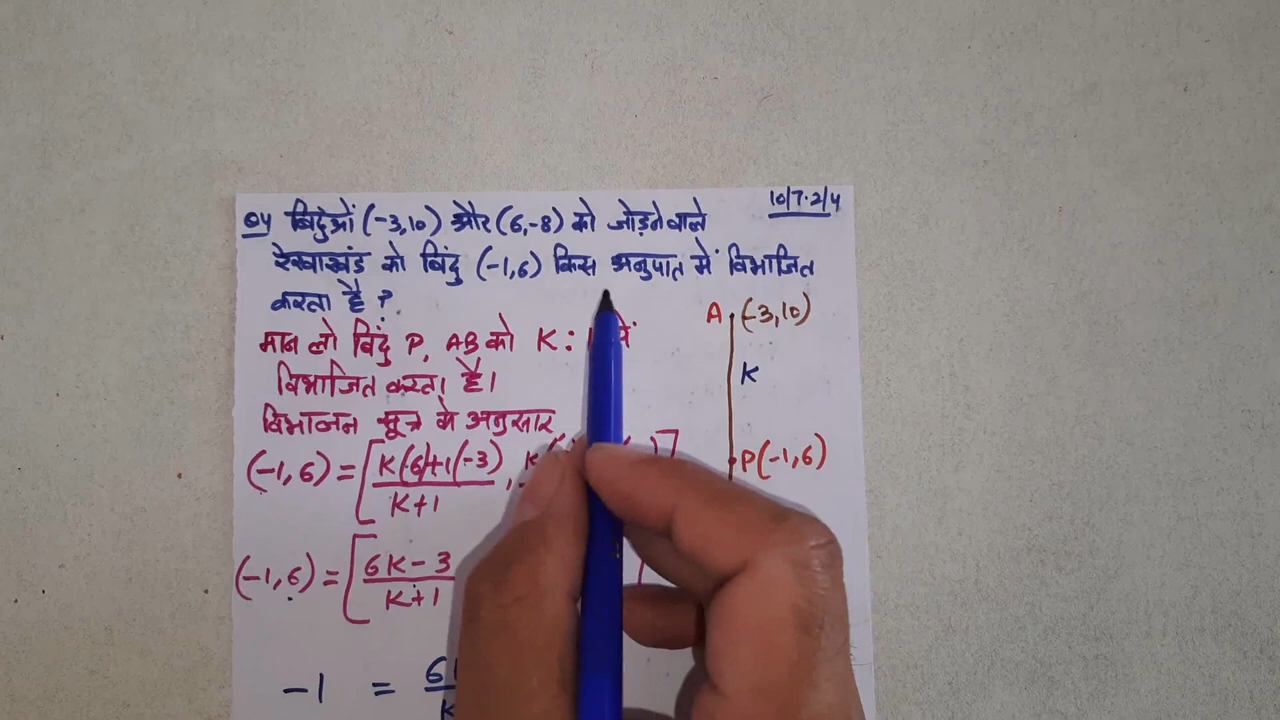 Q4 बिंदुओं (-3,10) और (6,-8) को जोड़ने वाले
10/7.2/4
रेखाखंड को बिंदु (-1,6) किस अनुपात में विभाजित
करता है ?
मान लो बिंदु P, AB को K:
विभाजित करता है।
विभाजन सूत्र के अनुसार
A (-3,10)
K
P(-1,6)
(-1,6) = [K(6)+1(-3)/K+1 ,
(-1,6) = [6K-3/K+1
-1 =